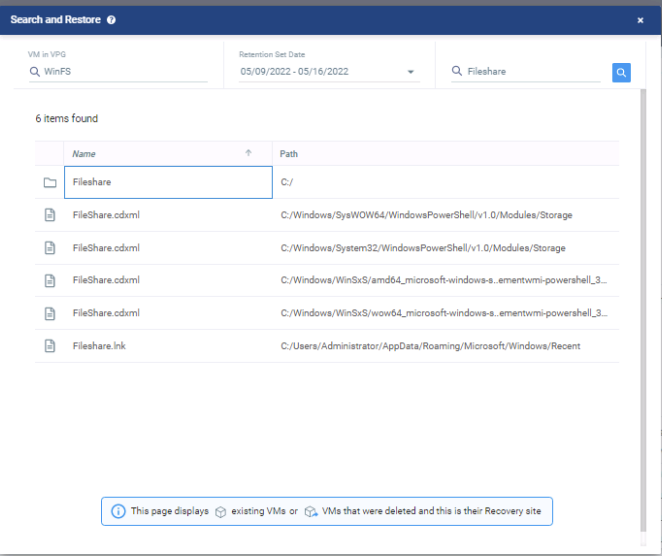 Search and Restore ?
×
VM in VPG
WinFS
Retention Set Date
05/09/2022 - 05/16/2022
Fileshare
6 items found
Name Path
Fileshare C:/
FileShare.cdxml C:/Windows/SysWOW64/WindowsPowerShell/v1.0/Modules/Storage
FileShare.cdxml C:/Windows/System32/WindowsPowerShell/v1.0/Modules/Storage
FileShare.cdxml C:/Windows/WinSxS/amd64_microsoft-windows-s..ementwmi-powershell_3...
FileShare.cdxml C:/Windows/WinSxS/wow64_microsoft-windows-s..ementwmi-powershell_3...
Fileshare.lnk C:/Users/Administrator/AppData/Roaming/Microsoft/Windows/Recent
This page displays existing VMs or VMs that were deleted and this is their Recovery site